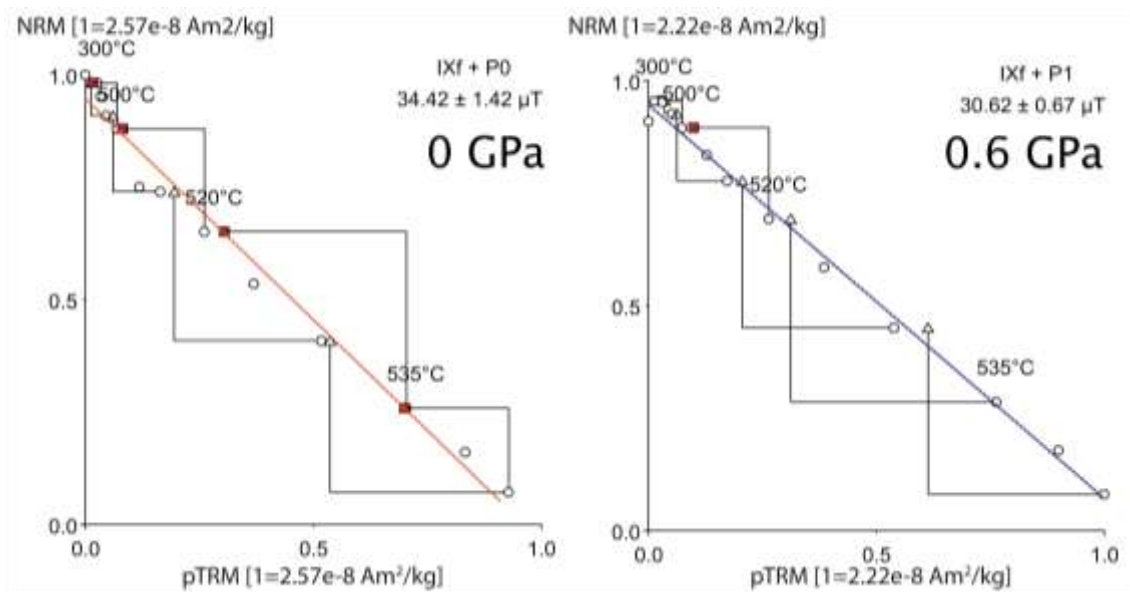 NRM [1=2.57e-8 Am2/kg]
300°C
1.0
500°C
IXf + P0
34.42 ± 1.42 µT
0 GPa
520°C
0.5
535°C
0.0
0.0
0.5
1.0
pTRM [1=2.57e-8 Am²/kg]
NRM [1=2.22e-8 Am2/kg]
300°C
1.0
500°C
IXf + P1
30.62 ± 0.67 µT
0.6 GPa
520°C
0.5
535°C
0.0
0.0
0.5
1.0
pTRM [1=2.22e-8 Am²/kg]